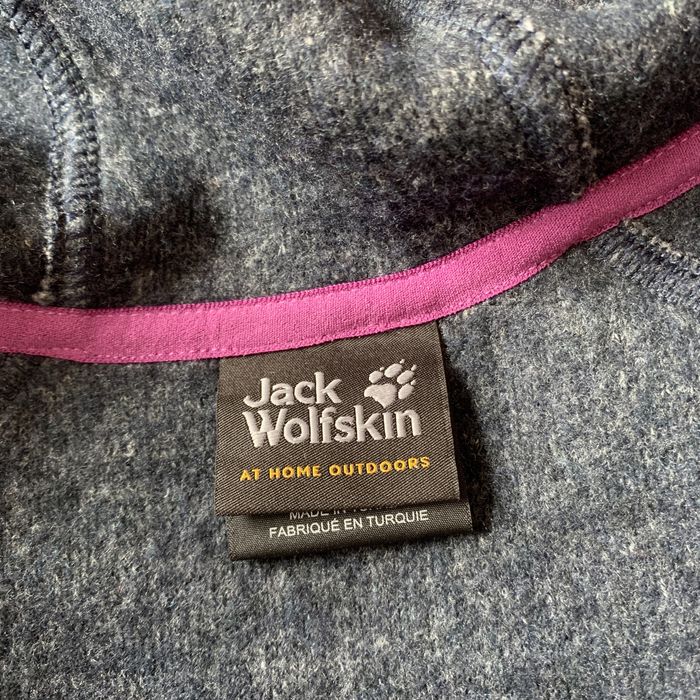 Jack
Wolfskin
AT HOME OUTDOORS
MADE IN
FABRIQUÉ EN TURQUIE